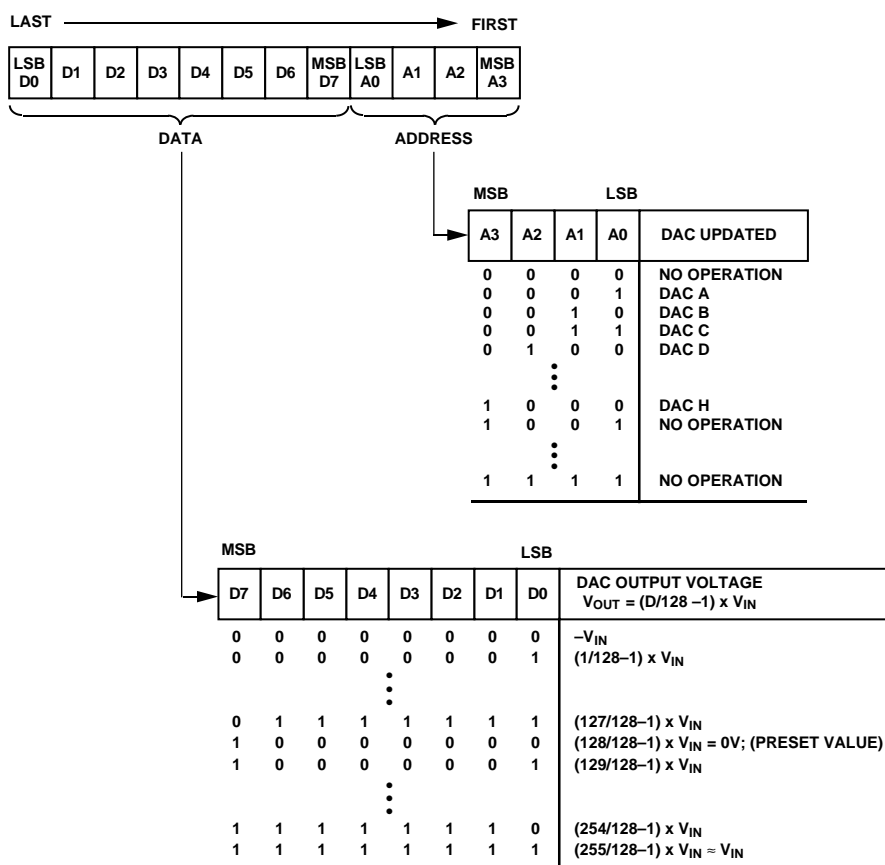 LAST FIRST
LSB D0 D1 D2 D3 D4 D5 D6 MSB D7 LSB A0 A1 A2 MSB A3
DATA ADDRESS
MSB LSB
A3 A2 A1 A0 DAC UPDATED
0 0 0 0 NO OPERATION
0 0 0 1 DAC A
0 0 1 0 DAC B
0 0 1 1 DAC C
0 1 0 0 DAC D
1 0 0 0 DAC H
1 0 0 1 NO OPERATION
1 1 1 1 NO OPERATION
MSB LSB
D7 D6 D5 D4 D3 D2 D1 D0 DAC OUTPUT VOLTAGE
VOUT = (D/128 –1) x VIN
0 0 0 0 0 0 0 0 –VIN
0 0 0 0 0 0 0 1 (1/128–1) x VIN
0 1 1 1 1 1 1 1 (127/128–1) x VIN
1 0 0 0 0 0 0 0 (128/128–1) x VIN = 0V; (PRESET VALUE)
1 0 0 0 0 0 0 1 (129/128–1) x VIN
1 1 1 1 1 1 1 0 (254/128–1) x VIN
1 1 1 1 1 1 1 1 (255/128–1) x VIN ≈ VIN